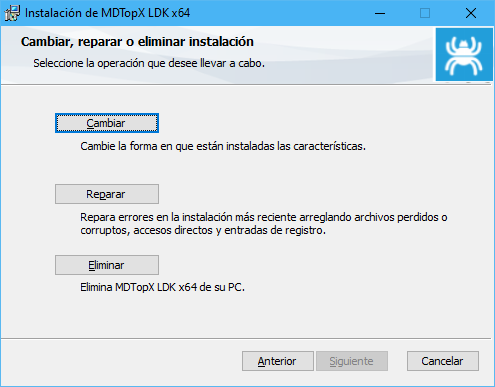 Instalación de MDTopX LDK x64
Cambiar, reparar o eliminar instalación
Seleccione la operación que desee llevar a cabo.
Cambiar
Cambie la forma en que están instaladas las características.
Reparar
Repara errores en la instalación más reciente arreglando archivos perdidos o
corruptos, accesos directos y entradas de registro.
Eliminar
Elimina MDTopX LDK x64 de su PC.
Anterior
Siguiente
Cancelar